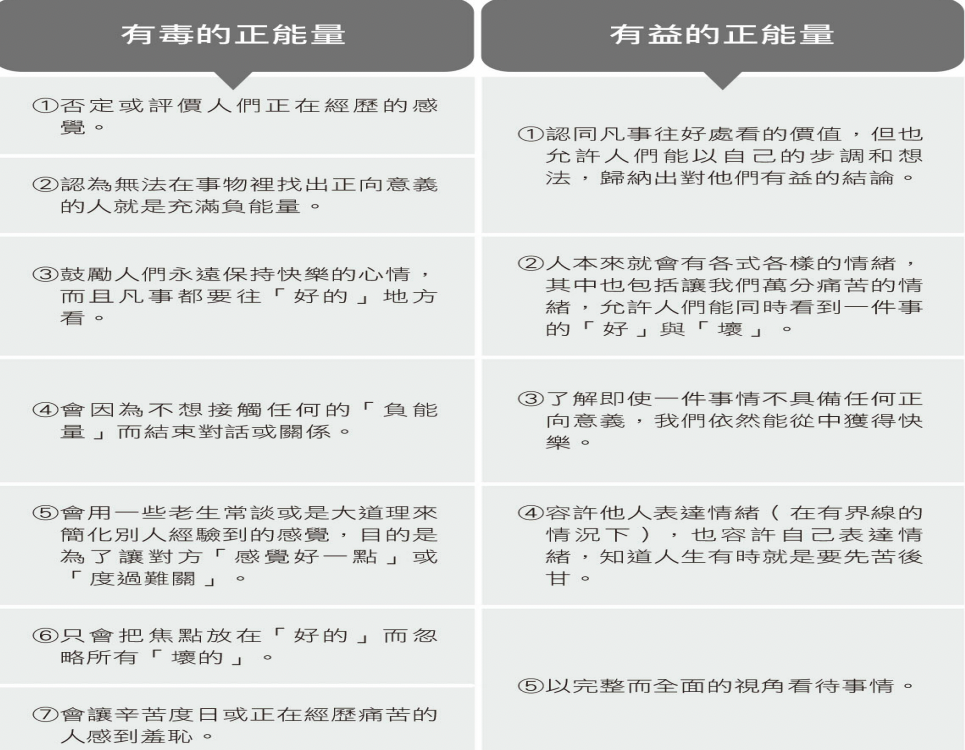 有毒的正能量
①否定或評價人們正在經歷的感
覺。
②認為無法在事物裡找出正向意義
的人就是充滿負能量。
③鼓勵人們永遠保持快樂的心情，
而且凡事都要往「好的」地方
看。
④會因為不想接觸任何的「負能
量」而結束對話或關係。
⑤會用一些老生常談或是大道理來
簡化別人經驗到的感覺，目的是
為了讓對方「感覺好一點」或
「度過難關」。
⑥只會把焦點放在「好的」而忽
略所有「壞的」。
⑦會讓辛苦度日或正在經歷痛苦的
人感到羞恥。
有益的正能量
①認同凡事往好處看的價值，但也
允許人們能以自己的步調和想
法，歸納出對他們有益的結論。
②人本來就會有各式各樣的情緒，
其中也包括讓我們萬分痛苦的情
緒，允許人們能同時看到一件事
的「好」與「壞」。
③了解即使一件事情不具備任何正
向意義，我們依然能從中獲得快
樂。
④容許他人表達情緒（在有界線的
情況下），也容許自己表達情
緒，知道人生有時就是要先苦後
甘。
⑤以完整而全面的視角看待事情。